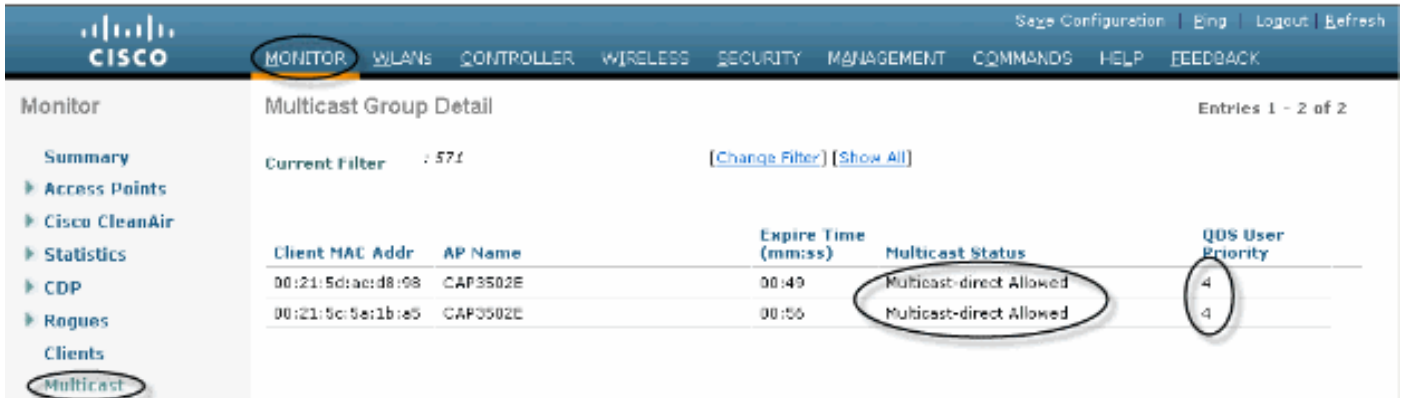 Save Configuration | Ping | Logout | Refresh
CISCO
MONITOR WLANs CONTROLLER WIRELESS SECURITY MANAGEMENT COMMANDS HELP FEEDBACK
Monitor
Multicast Group Detail
Entries 1 - 2 of 2
Summary
Access Points
Cisco CleanAir
Statistics
CDP
Rogues
Clients
Multicast
Current Filter : 571 [Change Filter] [Show All]
Client MAC Addr AP Name Expire Time (mm:ss) Multicast Status QOS User Priority
00:21:5d:ac:d8:98 CAP3502E 00:49 Multicast-direct Allowed 4
00:21:5c:5a:1b:a5 CAP3502E 00:56 Multicast-direct Allowed 4